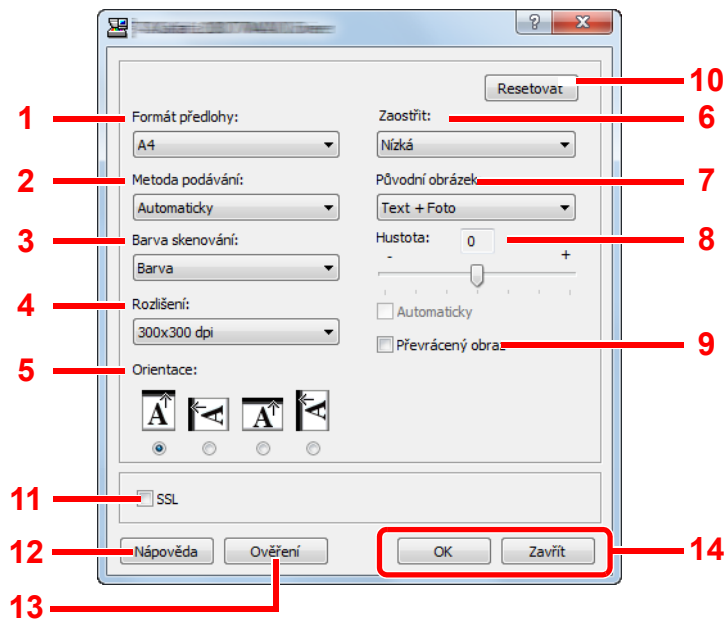 10
Resetovat
1
Formát předlohy:
A4
Zaostřit:
6
Nízká
2
Metoda podávání:
Automaticky
Původní obrázek
7
Text + Foto
3
Barva skenování:
Barva
Hustota:
0
8
-
+
4
Rozlišení:
300x300 dpi
Automaticky
Převrácený obraz
9
5
Orientace:
A A A A
11
SSL
12
Nápověda
Ověření
OK
Zavřít
14
13